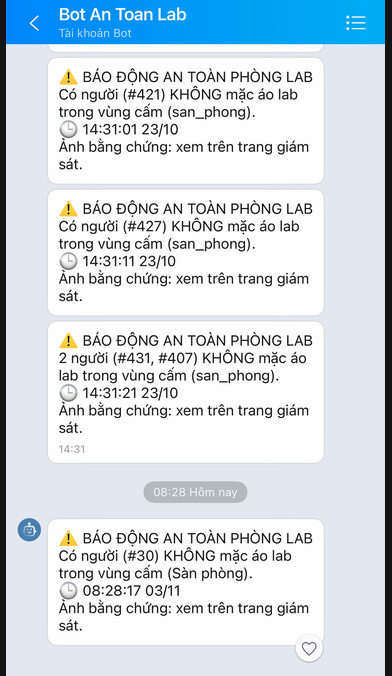 Bot An Toan Lab
Tài khoản Bot
⚠️ BÁO ĐỘNG AN TOÀN PHÒNG LAB
Có người (#421) KHÔNG mặc áo lab
trong vùng cấm (san_phong).
🕒 14:31:01 23/10
Ảnh bằng chứng: xem trên trang giám
sát.
⚠️ BÁO ĐỘNG AN TOÀN PHÒNG LAB
Có người (#427) KHÔNG mặc áo lab
trong vùng cấm (san_phong).
🕒 14:31:11 23/10
Ảnh bằng chứng: xem trên trang giám
sát.
⚠️ BÁO ĐỘNG AN TOÀN PHÒNG LAB
2 người (#431, #407) KHÔNG mặc áo
lab trong vùng cấm (san_phong).
🕒 14:31:21 23/10
Ảnh bằng chứng: xem trên trang giám
sát.
14:31
08:28 Hôm nay
⚠️ BÁO ĐỘNG AN TOÀN PHÒNG LAB
Có người (#30) KHÔNG mặc áo lab
trong vùng cấm (Sàn phòng).
🕒 08:28:17 03/11
Ảnh bằng chứng: xem trên trang giám
sát.